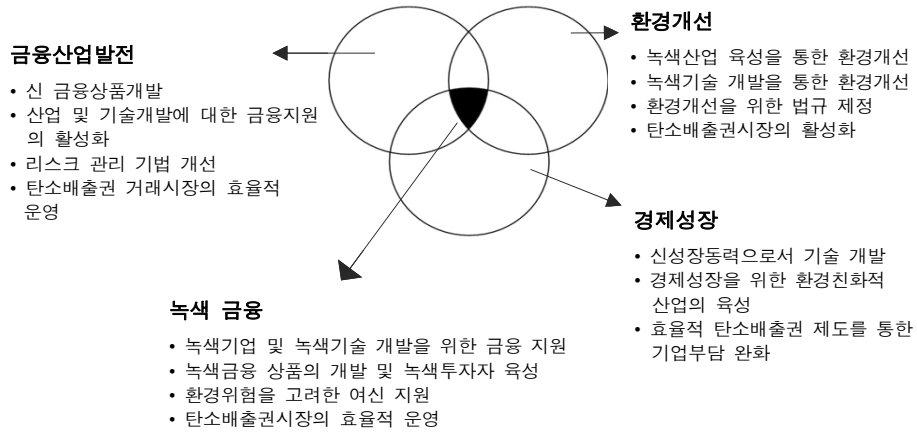 금융산업발전
• 신 금융상품개발
• 산업 및 기술개발에 대한 금융지원
의 활성화
• 리스크 관리 기법 개선
• 탄소배출권 거래시장의 효율적
운영
환경개선
• 녹색산업 육성을 통한 환경개선
• 녹색기술 개발을 통한 환경개선
• 환경개선을 위한 법규 제정
• 탄소배출권시장의 활성화
경제성장
• 신성장동력으로서 기술 개발
• 경제성장을 위한 환경친화적
산업의 육성
• 효율적 탄소배출권 제도를 통한
기업부담 완화
녹색 금융
• 녹색기업 및 녹색기술 개발을 위한 금융 지원
• 녹색금융 상품의 개발 및 녹색투자자 육성
• 환경위험을 고려한 여신 지원
• 탄소배출권시장의 효율적 운영